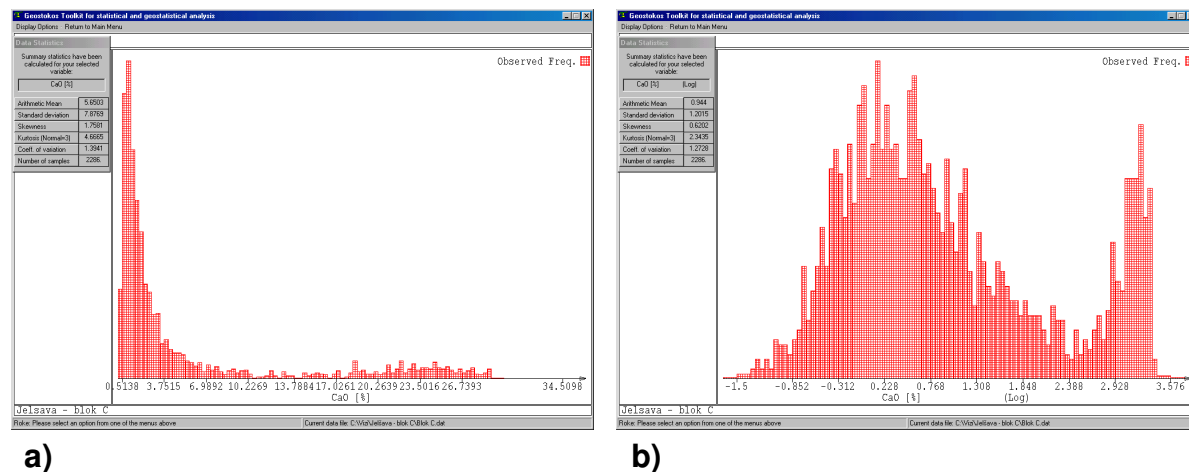 Geostokos Toolkit for statistical and geostatistical analysis
Display Options Return to Main Menu
Data Statistics
Summary statistics have been
calculated for your selected
variable:
CaO [%]
Arithmetic Mean 5.6503
Standard deviation 7.8769
Skewness 1.7581
Kurtosis (Normal=3) 4.6665
Coeff. of variation 1.3941
Number of samples 2286.
Observed Freq.
0.5138 3.7515 6.9892 10.2269 13.7884 17.0261 20.2639 23.5016 26.7393 34.5098
CaO [%]
Jelsava - blok C
Roke: Please select an option from one of the menus above Current data file: C:\Vizi\Jelšava - blok C\Blok C.dat
a)
Geostokos Toolkit for statistical and geostatistical analysis
Display Options Return to Main Menu
Data Statistics
Summary statistics have been
calculated for your selected
variable:
CaO [%] (Log)
Arithmetic Mean 0.944
Standard deviation 1.2015
Skewness 0.6202
Kurtosis (Normal=3) 2.3435
Coeff. of variation 1.2728
Number of samples 2286.
Observed Freq.
-1.5 -0.852 -0.312 0.228 0.768 1.308 1.848 2.388 2.928 3.576
CaO [%] (Log)
Jelsava - blok C
Roke: Please select an option from one of the menus above Current data file: C:\Vizi\Jelšava - blok C\Blok C.dat
b)